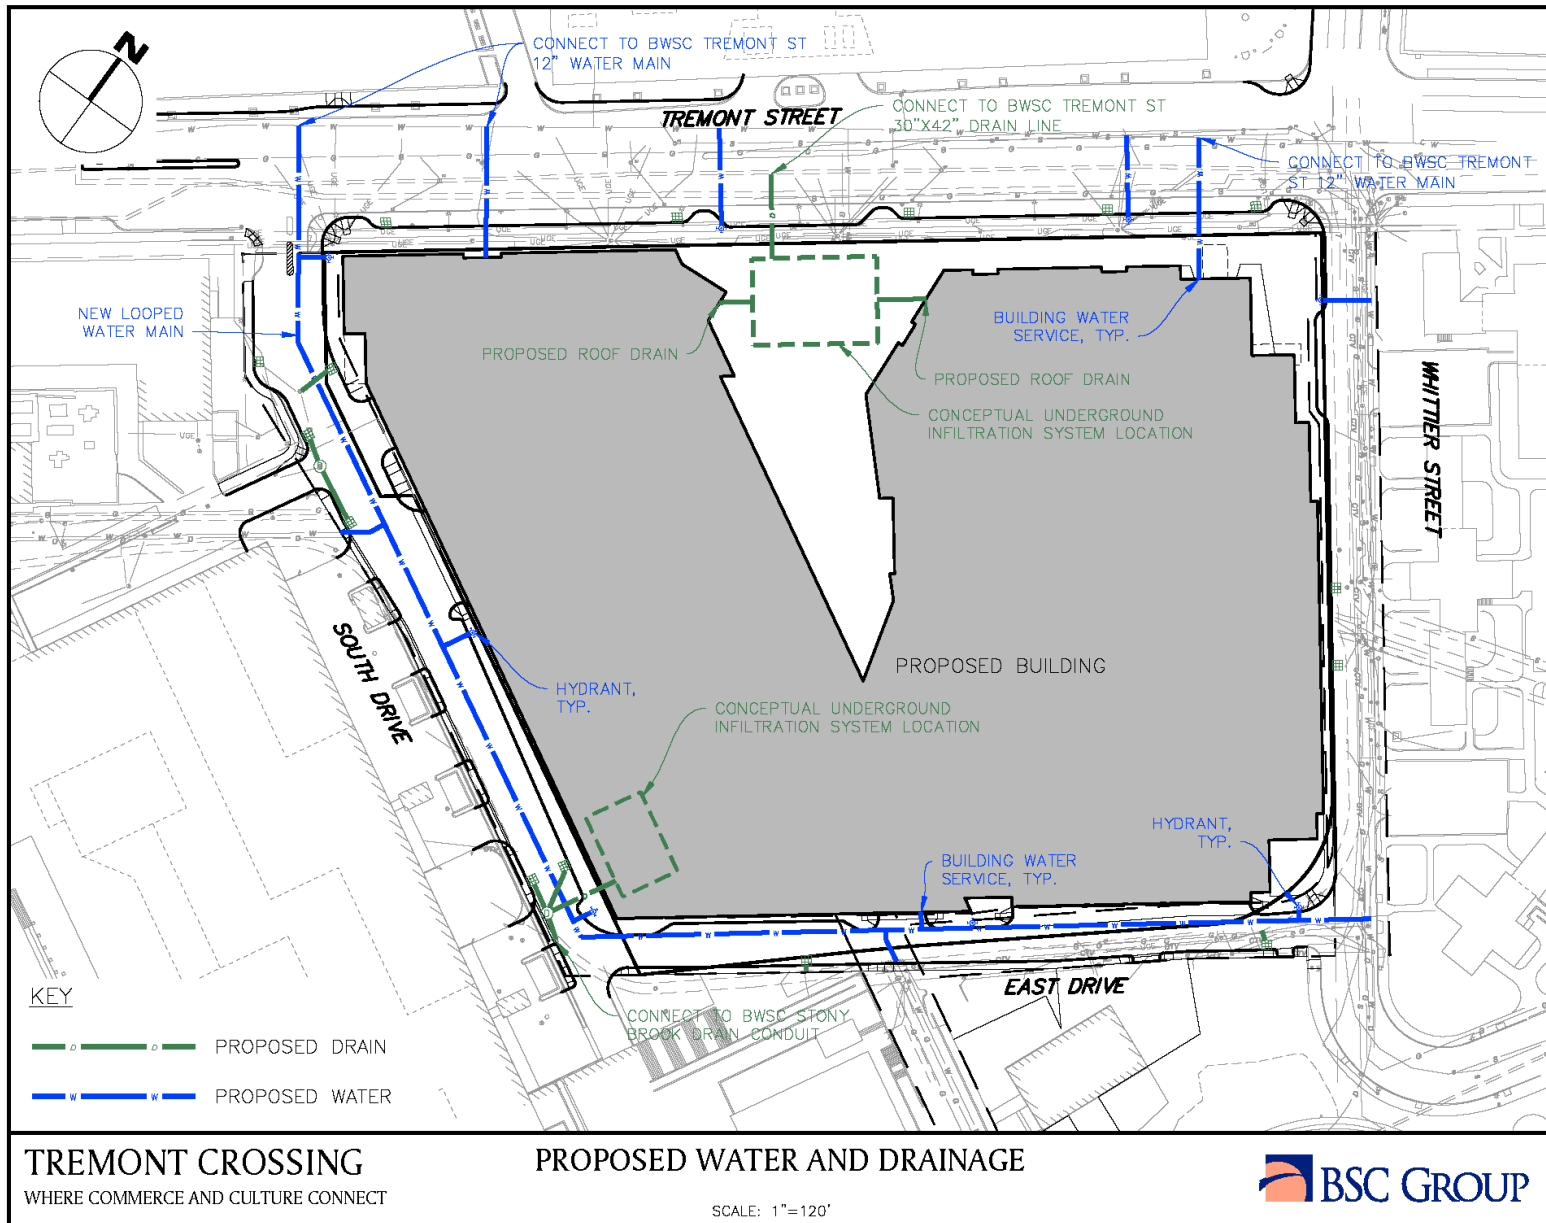 N
CONNECT TO BWSC TREMONT ST
12" WATER MAIN
TREMONT STREET
CONNECT TO BWSC TREMONT ST
30"X42" DRAIN LINE
CONNECT TO BWSC TREMONT
ST 12" WATER MAIN
NEW LOOPED
WATER MAIN
PROPOSED ROOF DRAIN
BUILDING WATER
SERVICE, TYP.
PROPOSED ROOF DRAIN
CONCEPTUAL UNDERGROUND
INFILTRATION SYSTEM LOCATION
WHITTIER STREET
SOUTH DRIVE
HYDRANT,
TYP.
PROPOSED BUILDING
CONCEPTUAL UNDERGROUND
INFILTRATION SYSTEM LOCATION
HYDRANT,
TYP.
BUILDING WATER
SERVICE, TYP.
EAST DRIVE
CONNECT TO BWSC STONY
BROOK DRAIN CONDUIT
KEY
D D PROPOSED DRAIN
W W PROPOSED WATER
TREMONT CROSSING
WHERE COMMERCE AND CULTURE CONNECT
PROPOSED WATER AND DRAINAGE
SCALE: 1"=120'
BSC GROUP